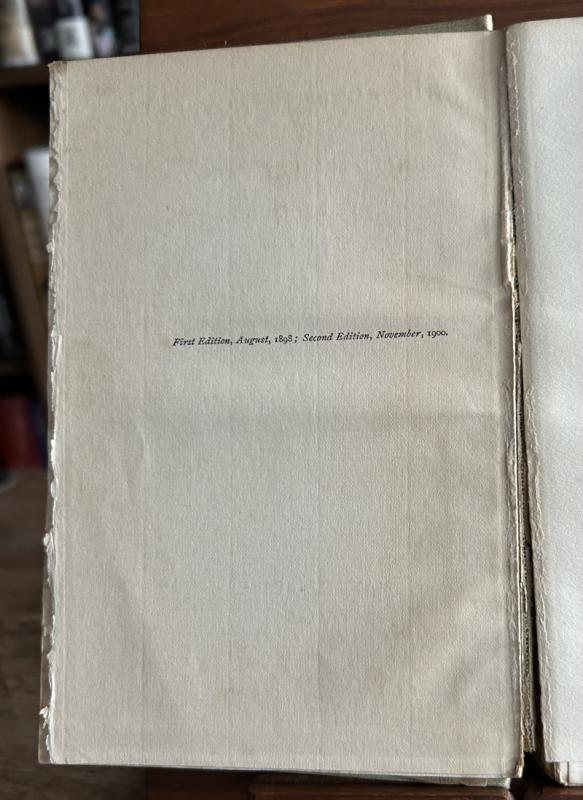 First Edition, August, 1898; Second Edition, November, 1900.